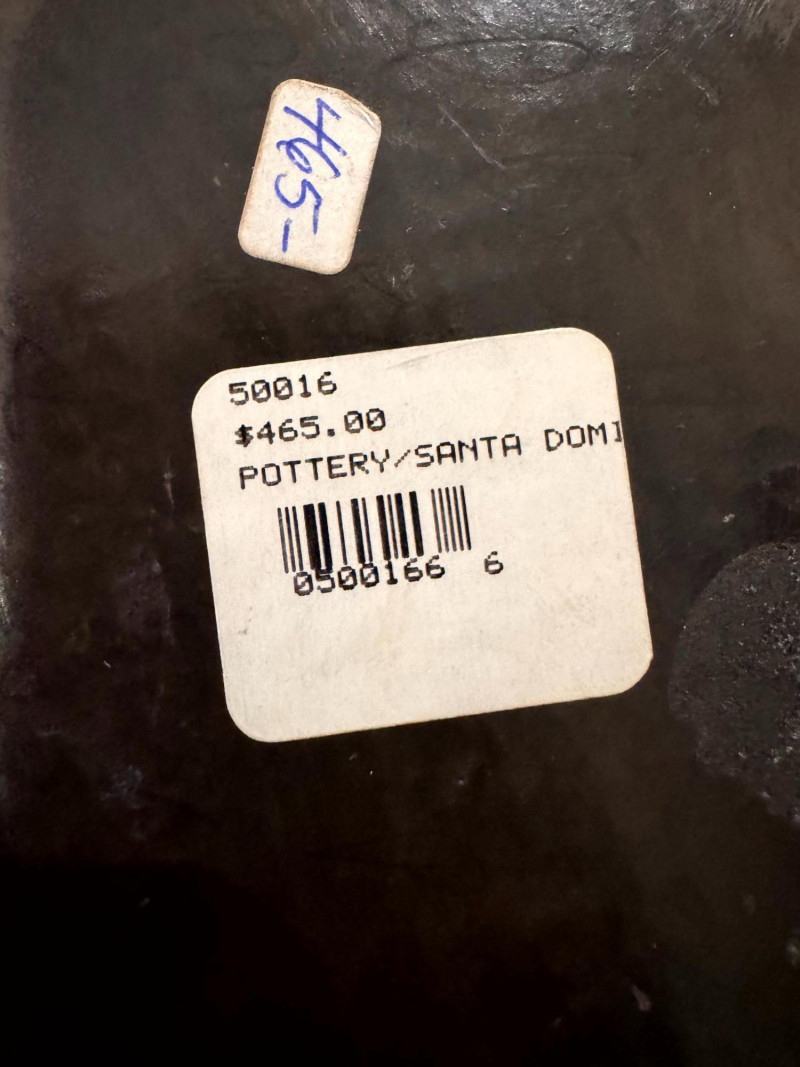 465-
50016
$465.00
POTTERY/SANTA DOMI
0500166 6